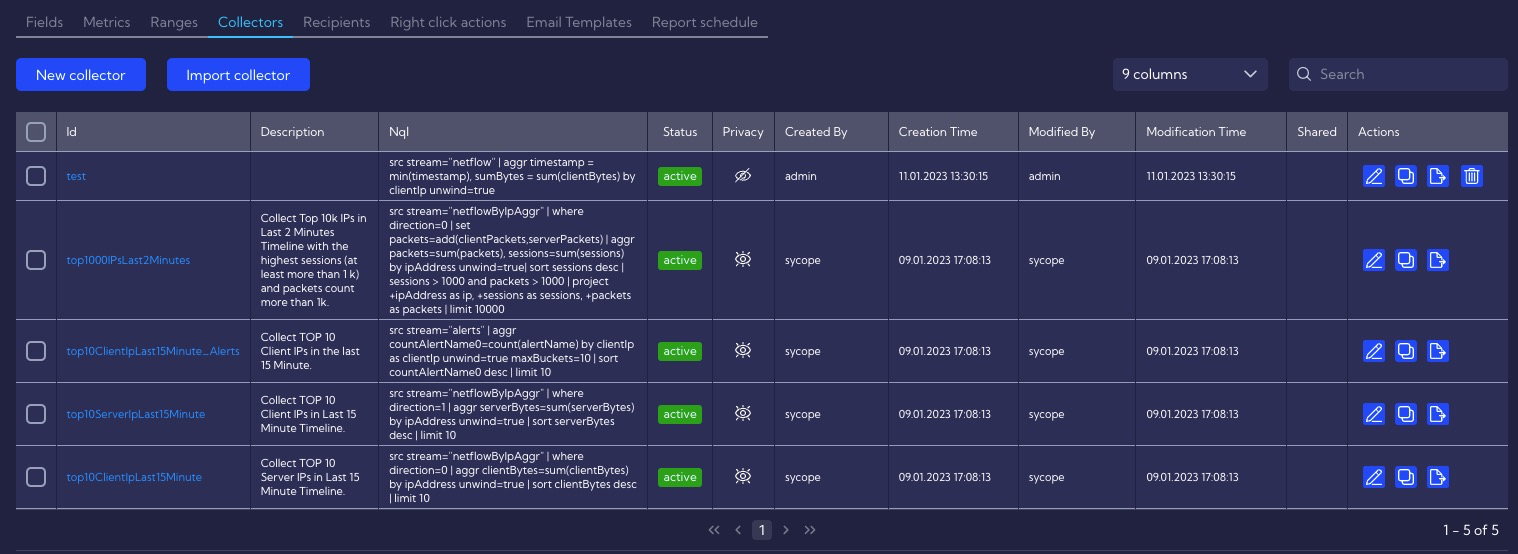 Fields Metrics Ranges Collectors Recipients Right click actions Email Templates Report schedule
New collector Import collector 9 columns Search
Id Description Nql Status Privacy Created By Creation Time Modified By Modification Time Shared Actions
test
src stream="netflow" | aggr timestamp =
min(timestamp), sumBytes = sum(clientBytes) by
clientIp unwind=true
active admin 11.01.2023 13:30:15 admin 11.01.2023 13:30:15
top1000IPsLast2Minutes
Collect Top 10k IPs in
Last 2 Minutes
Timeline with the
highest sessions (at
least more than 1 k)
and packets count
more than 1k.
src stream="netflowByIpAggr" | where
direction=0 | set
packets=add(clientPackets,serverPackets) | aggr
packets=sum(packets), sessions=sum(sessions)
by ipAddress unwind=true| sort sessions desc |
sessions > 1000 and packets > 1000 | project
+ipAddress as ip, +sessions as sessions, +packets
as packets | limit 10000
active sycope 09.01.2023 17:08:13 sycope 09.01.2023 17:08:13
top10ClientIpLast15Minute_Alerts
Collect TOP 10
Client IPs in the last
15 Minute.
src stream="alerts" | aggr
countAlertName0=count(alertName) by clientIp
as clientIp unwind=true maxBuckets=10 | sort
countAlertName0 desc | limit 10
active sycope 09.01.2023 17:08:13 sycope 09.01.2023 17:08:13
top10ServerIpLast15Minute
Collect TOP 10
Client IPs in Last 15
Minute Timeline.
src stream="netflowByIpAggr" | where
direction=1 | aggr serverBytes=sum(serverBytes)
by ipAddress unwind=true | sort serverBytes
desc | limit 10
active sycope 09.01.2023 17:08:13 sycope 09.01.2023 17:08:13
top10ClientIpLast15Minute
Collect TOP 10
Server IPs in Last 15
Minute Timeline.
src stream="netflowByIpAggr" | where
direction=0 | aggr clientBytes=sum(clientBytes)
by ipAddress unwind=true | sort clientBytes desc
| limit 10
active sycope 09.01.2023 17:08:13 sycope 09.01.2023 17:08:13
1 1 - 5 of 5